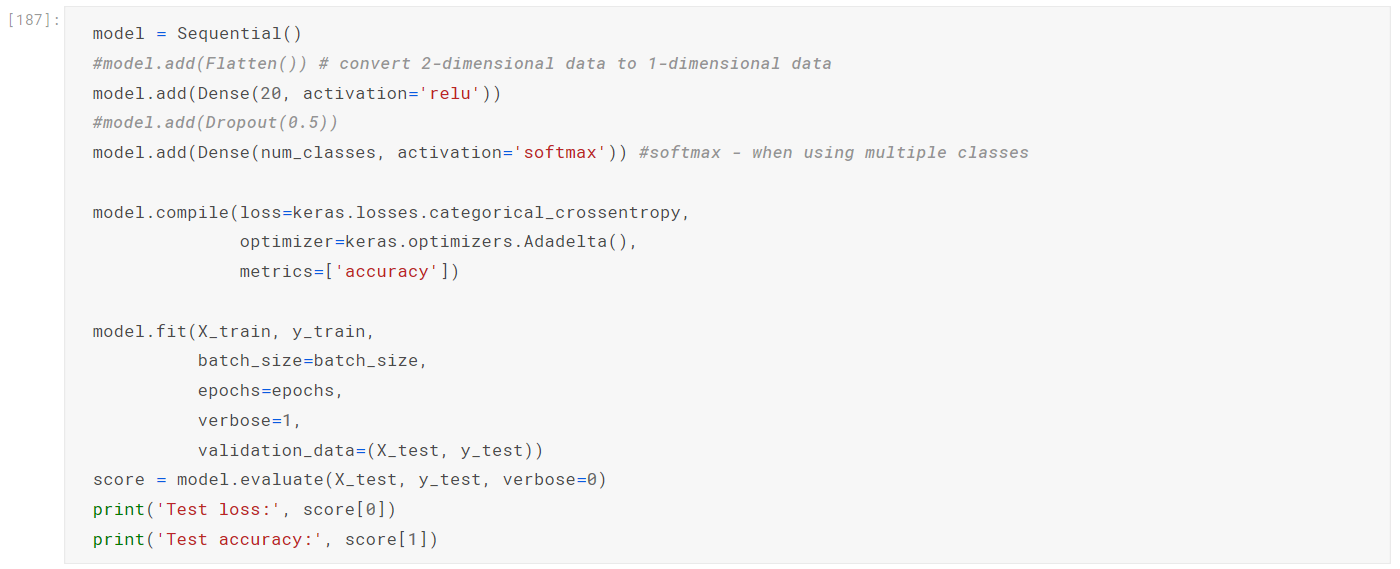 [187]:
model = Sequential()
#model.add(Flatten()) # convert 2-dimensional data to 1-dimensional data
model.add(Dense(20, activation='relu'))
#model.add(Dropout(0.5))
model.add(Dense(num_classes, activation='softmax')) #softmax - when using multiple classes

model.compile(loss=keras.losses.categorical_crossentropy,
              optimizer=keras.optimizers.Adadelta(),
              metrics=['accuracy'])

model.fit(X_train, y_train,
          batch_size=batch_size,
          epochs=epochs,
          verbose=1,
          validation_data=(X_test, y_test))
score = model.evaluate(X_test, y_test, verbose=0)
print('Test loss:', score[0])
print('Test accuracy:', score[1])